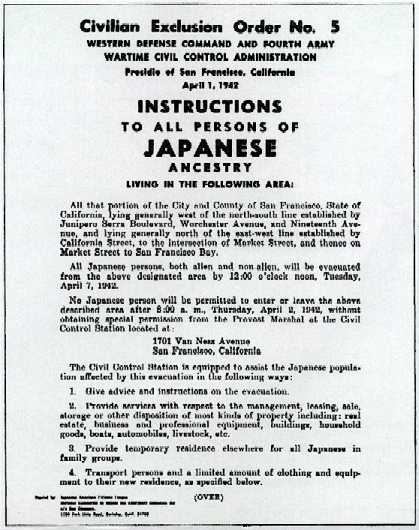 Civilian Exclusion Order No. 5
WESTERN DEFENSE COMMAND AND FOURTH ARMY
WARTIME CIVIL CONTROL ADMINISTRATION
Presidio of San Francisco, California
April 1, 1942
INSTRUCTIONS
TO ALL PERSONS OF
JAPANESE
ANCESTRY
LIVING IN THE FOLLOWING AREA:
All that portion of the City and County of San Francisco, State of
California, lying generally west of the north-south line established by
Junipero Serra Boulevard, Worchester Avenue, and Nineteenth Ave-
nue, and lying generally north of the east-west line established by
California Street, to the intersection of Market Street, and thence on
Market Street to San Francisco Bay.
All Japanese persons, both alien and non-alien, will be evacuated
from the above designated area by 12:00 o'clock noon, Tuesday,
April 7, 1942.
No Japanese person will be permitted to enter or leave the above
described area after 8:00 a. m., Thursday, April 2, 1942, without
obtaining special permission from the Provost Marshal at the Civil
Control Station located at:
1701 Van Ness Avenue
San Francisco, California
The Civil Control Station is equipped to assist the Japanese popula-
tion affected by this evacuation in the following ways:
1. Give advice and instructions on the evacuation.
2. Provide services with respect to the management, leasing, sale,
storage or other disposition of most kinds of property including: real
estate, business and professional equipment, buildings, household
goods, boats, automobiles, livestock, etc.
3. Provide temporary residence elsewhere for all Japanese in
family groups.
4. Transport persons and a limited amount of clothing and equip-
ment to their new residence, as specified below.
(OVER)
Japanese American Citizens League